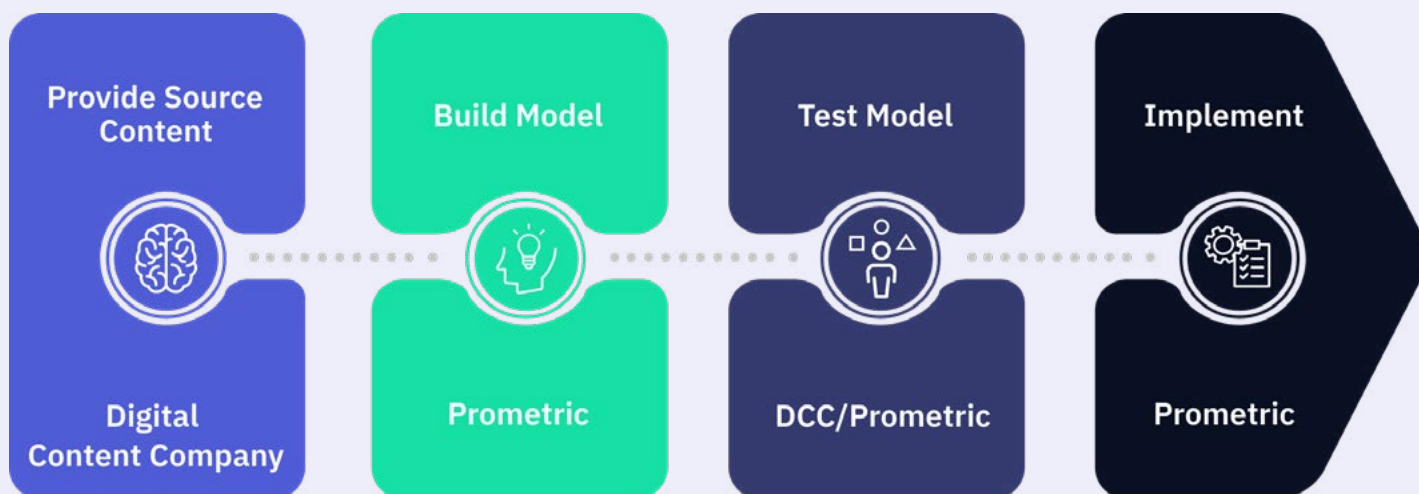 Provide Source
Content
Build Model
Test Model
Implement
Digital
Content Company
Prometric
DCC/Prometric
Prometric